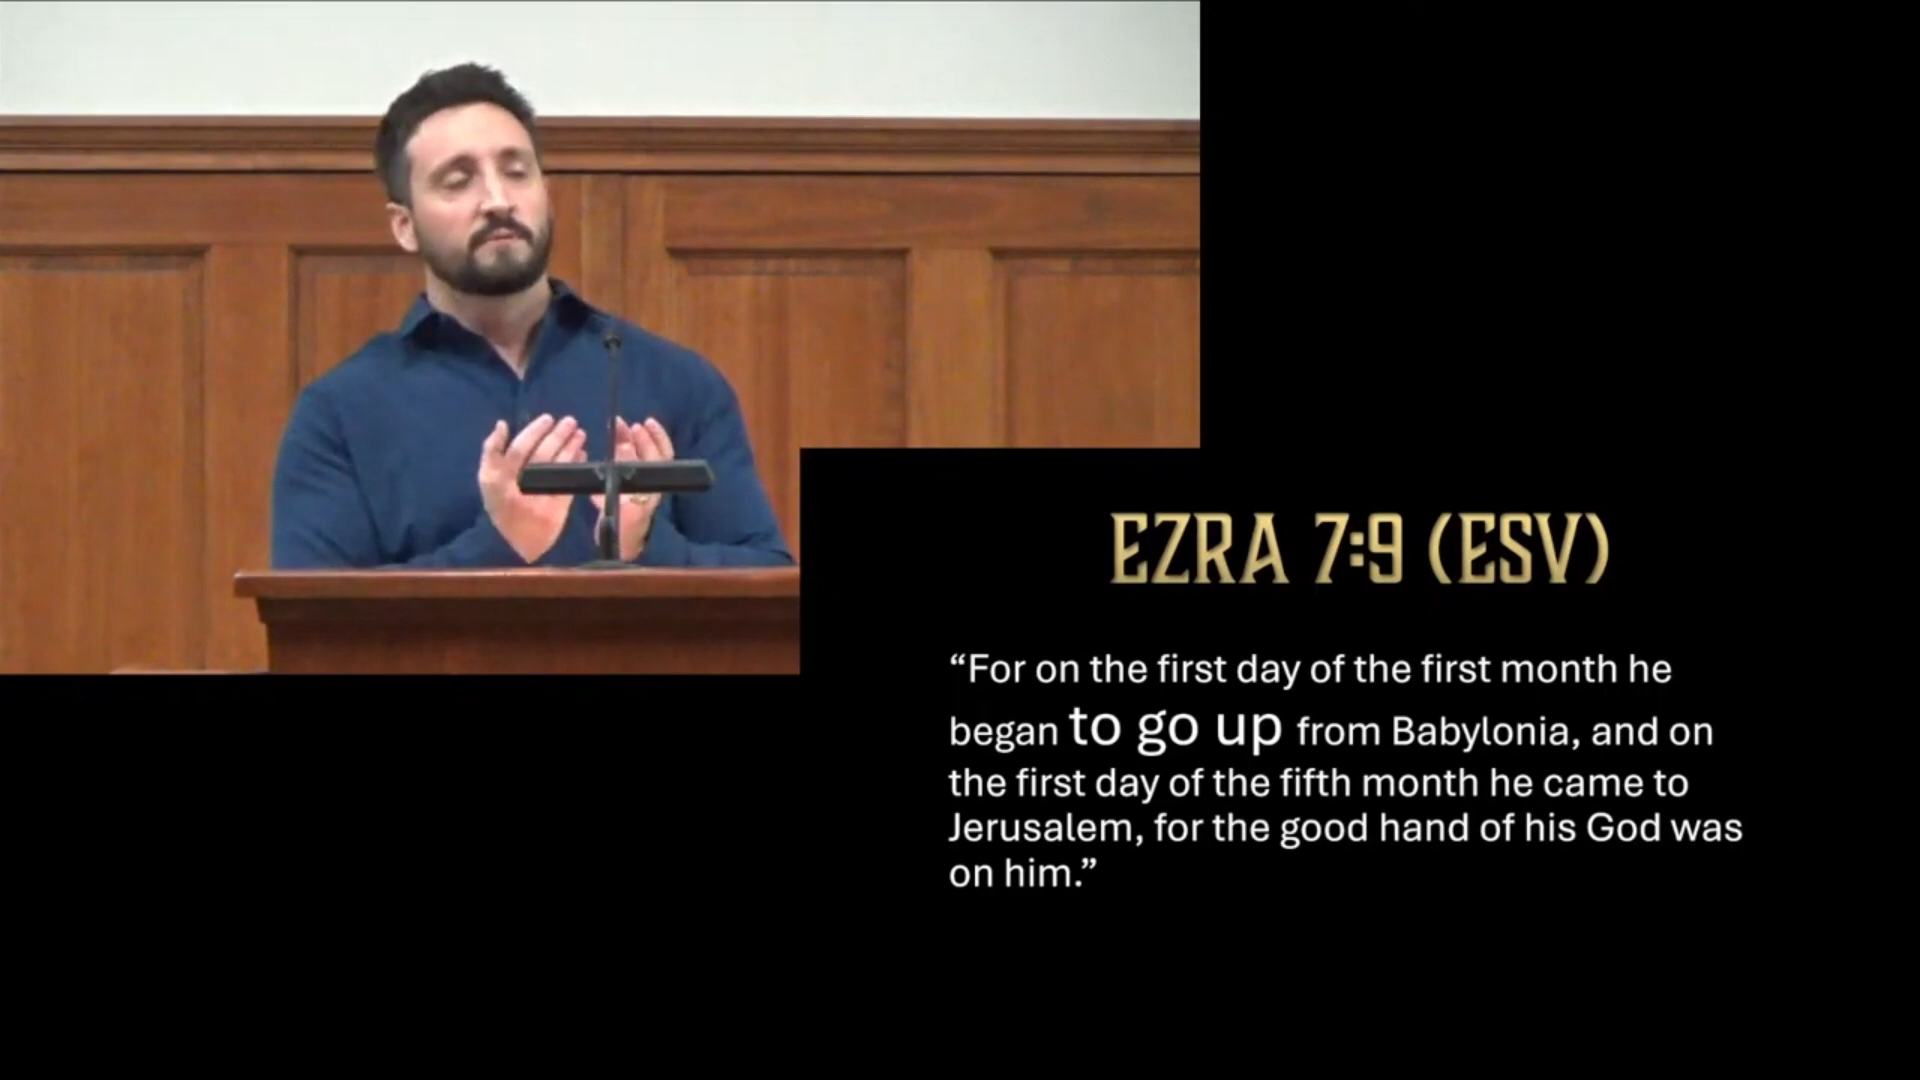 EZRA 7:9 (ESV)
“For on the first day of the first month he
began to go up from Babylonia, and on
the first day of the fifth month he came to
Jerusalem, for the good hand of his God was
on him.”